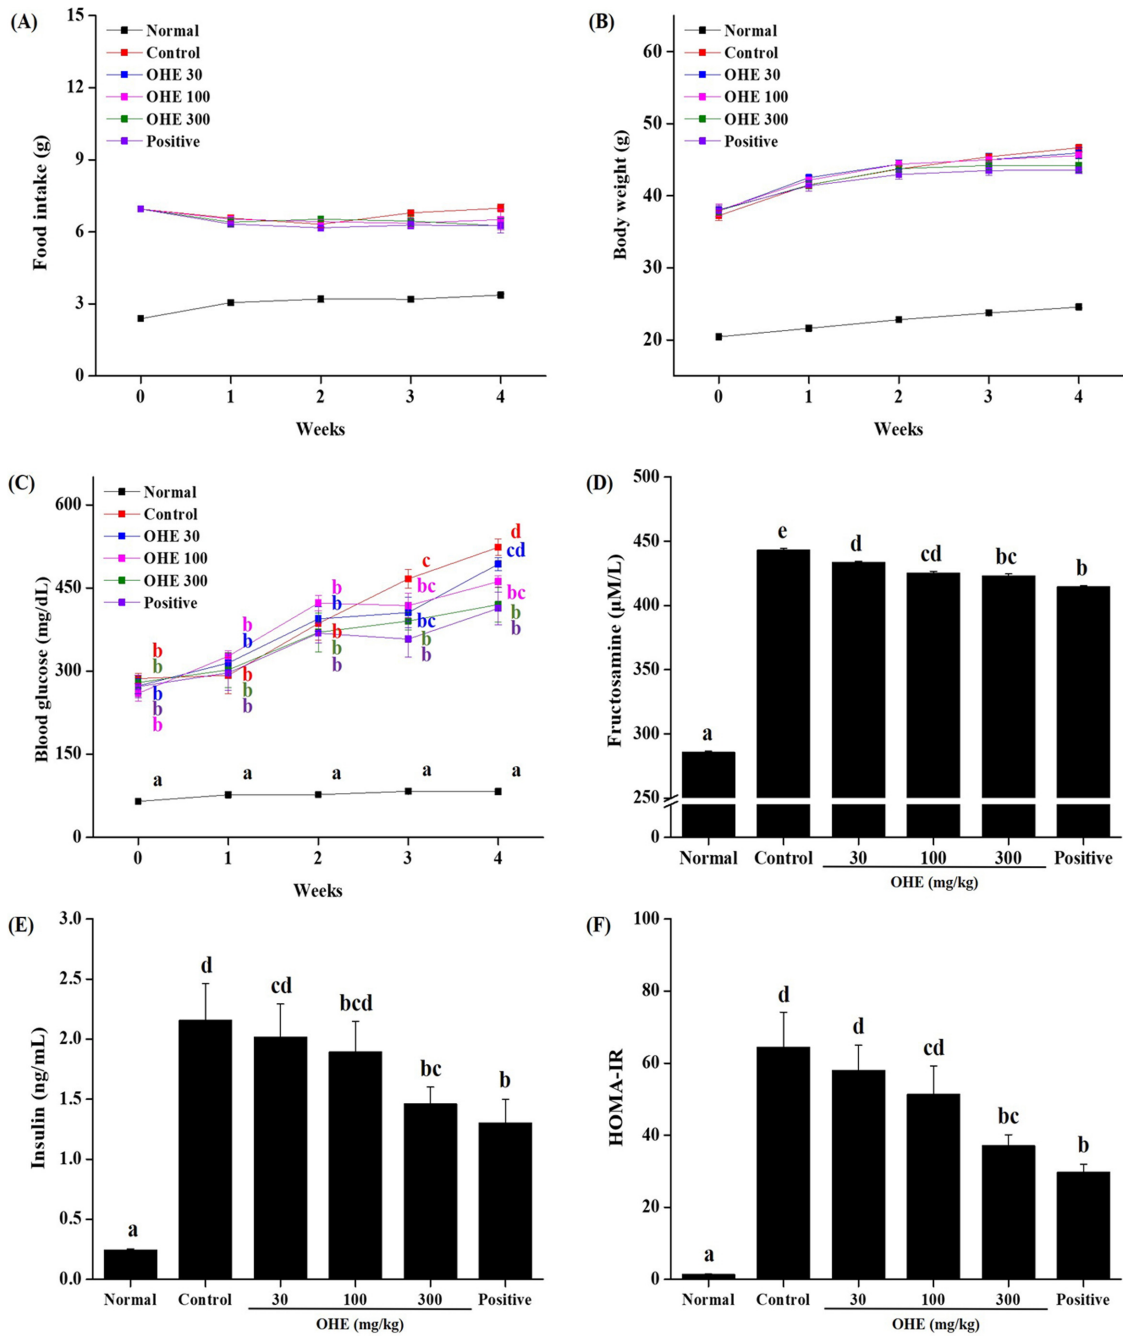 (A)
15
12
9
6
3
0
Food intake (g)
Normal
Control
OHE 30
OHE 100
OHE 300
Positive
0 1 2 3 4
Weeks
(B)
60
50
40
30
20
Body weight (g)
Normal
Control
OHE 30
OHE 100
OHE 300
Positive
0 1 2 3 4
Weeks
(C)
600
450
300
150
0
Blood glucose (mg/dL)
Normal
Control
OHE 30
OHE 100
OHE 300
Positive
b
b
b
b
b
a
b
b
b
b
b
a
b
b
b
b
b
a
c
bc
bc
b
b
a
d
cd
bc
b
b
a
0 1 2 3 4
Weeks
(D)
500
450
400
350
300
250
0
Fructosamine (μM/L)
a e d cd bc b
Normal Control 30 100 300 Positive
OHE (mg/kg)
(E)
3.0
2.5
2.0
1.5
1.0
0.5
0.0
Insulin (ng/mL)
a d cd bcd bc b
Normal Control 30 100 300 Positive
OHE (mg/kg)
(F)
100
80
60
40
20
0
HOMA-IR
a d d cd bc b
Normal Control 30 100 300 Positive
OHE (mg/kg)